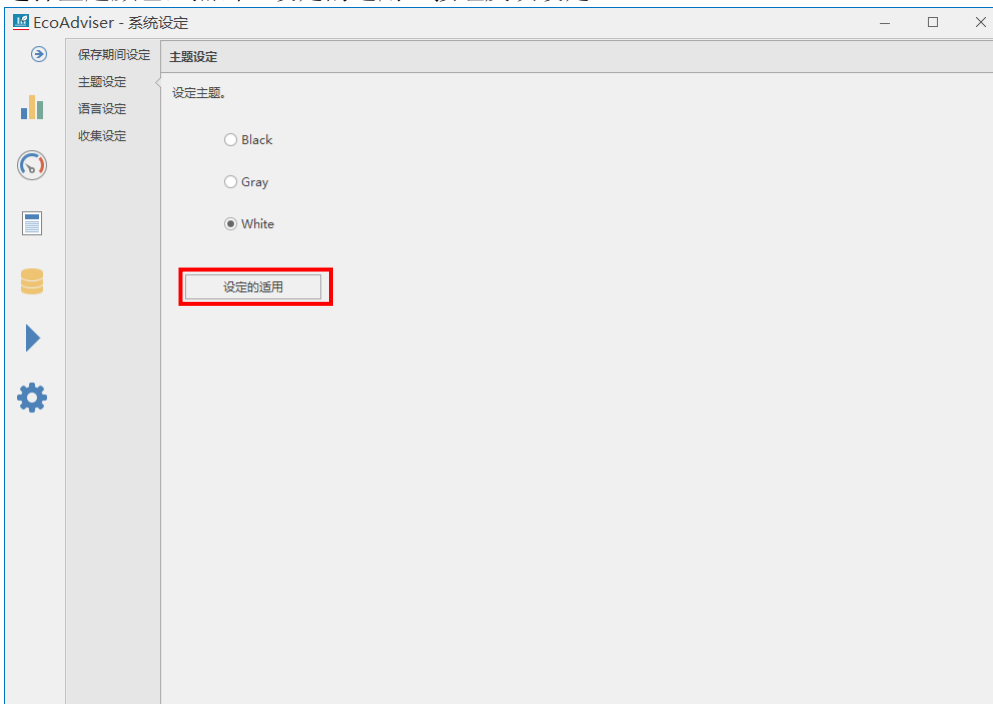 EcoAdviser - 系统设定
保存期间设定
主题设定
语言设定
收集设定
主题设定
设定主题。
Black
Gray
White
设定的适用